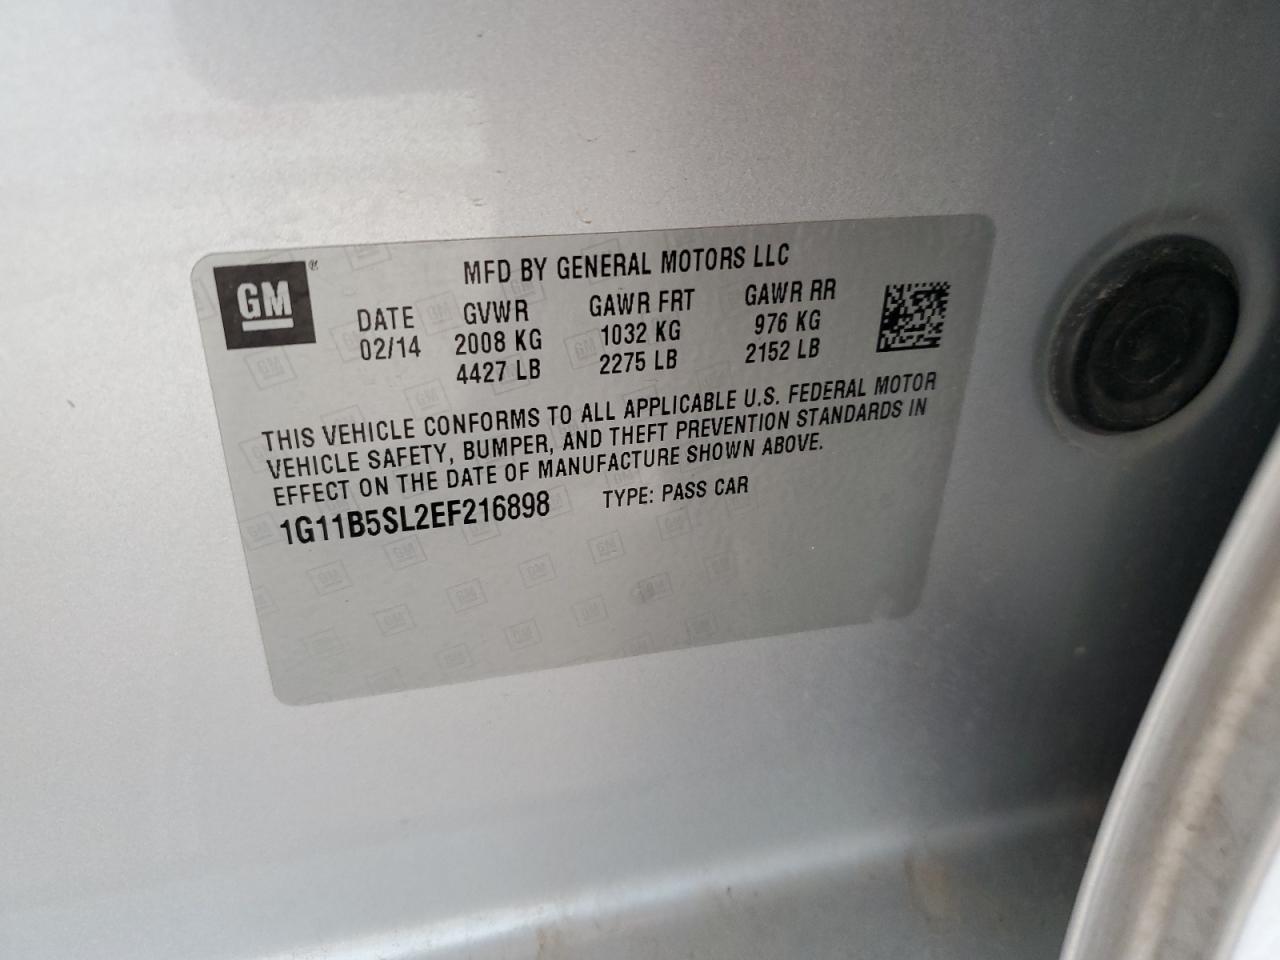 GM®
MFD BY GENERAL MOTORS LLC
DATE GVWR GAWR FRT GAWR RR
02/14 2008 KG 1032 KG 976 KG
4427 LB 2275 LB 2152 LB
THIS VEHICLE CONFORMS TO ALL APPLICABLE U.S. FEDERAL MOTOR
VEHICLE SAFETY, BUMPER, AND THEFT PREVENTION STANDARDS IN
EFFECT ON THE DATE OF MANUFACTURE SHOWN ABOVE.
1G11B5SL2EF216898 TYPE: PASS CAR